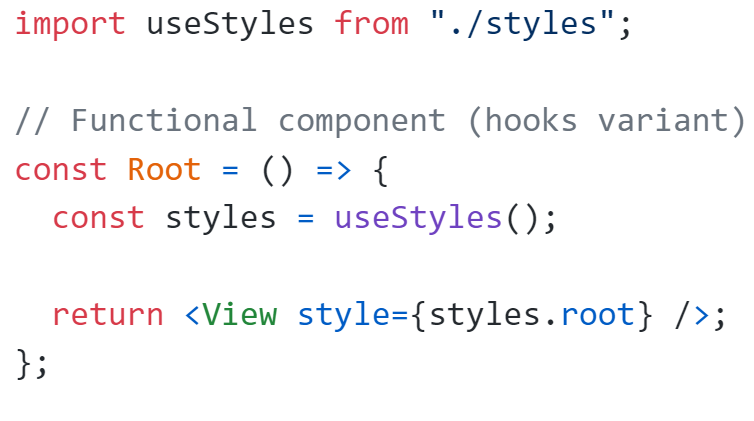 import useStyles from "./styles";

// Functional component (hooks variant)
const Root = () => {
  const styles = useStyles();

  return <View style={styles.root} />;
};